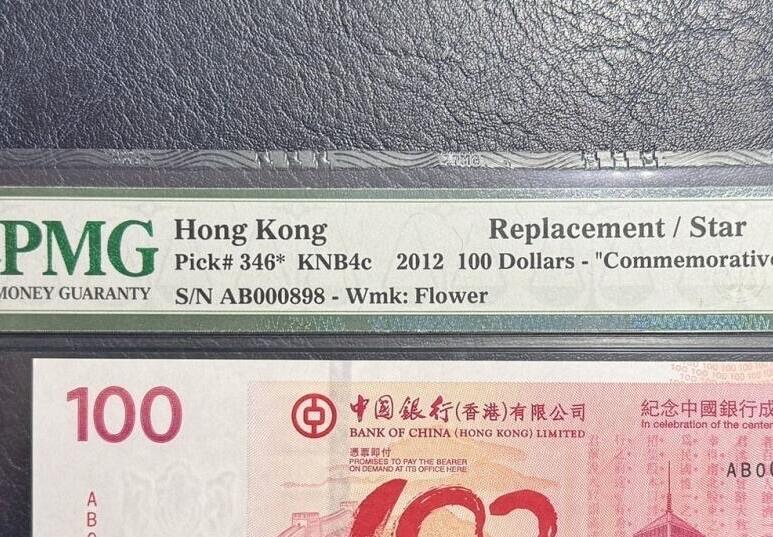 PMG
MONEY GUARANTY
Hong Kong
Replacement / Star
Pick# 346* KNB4c 2012 100 Dollars - "Commemorative
S/N AB000898 - Wmk: Flower
100
中國銀行(香港)有限公司
BANK OF CHINA (HONG KONG) LIMITED
憑票即付
PROMISES TO PAY THE BEARER
ON DEMAND AT ITS OFFICE HERE
紀念中國銀行成
In celebration of the center
AB00
A
B